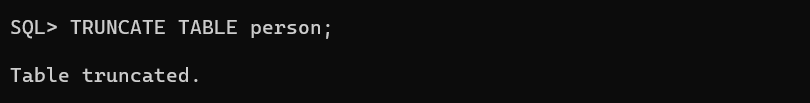 SQL> TRUNCATE TABLE person;
Table truncated.